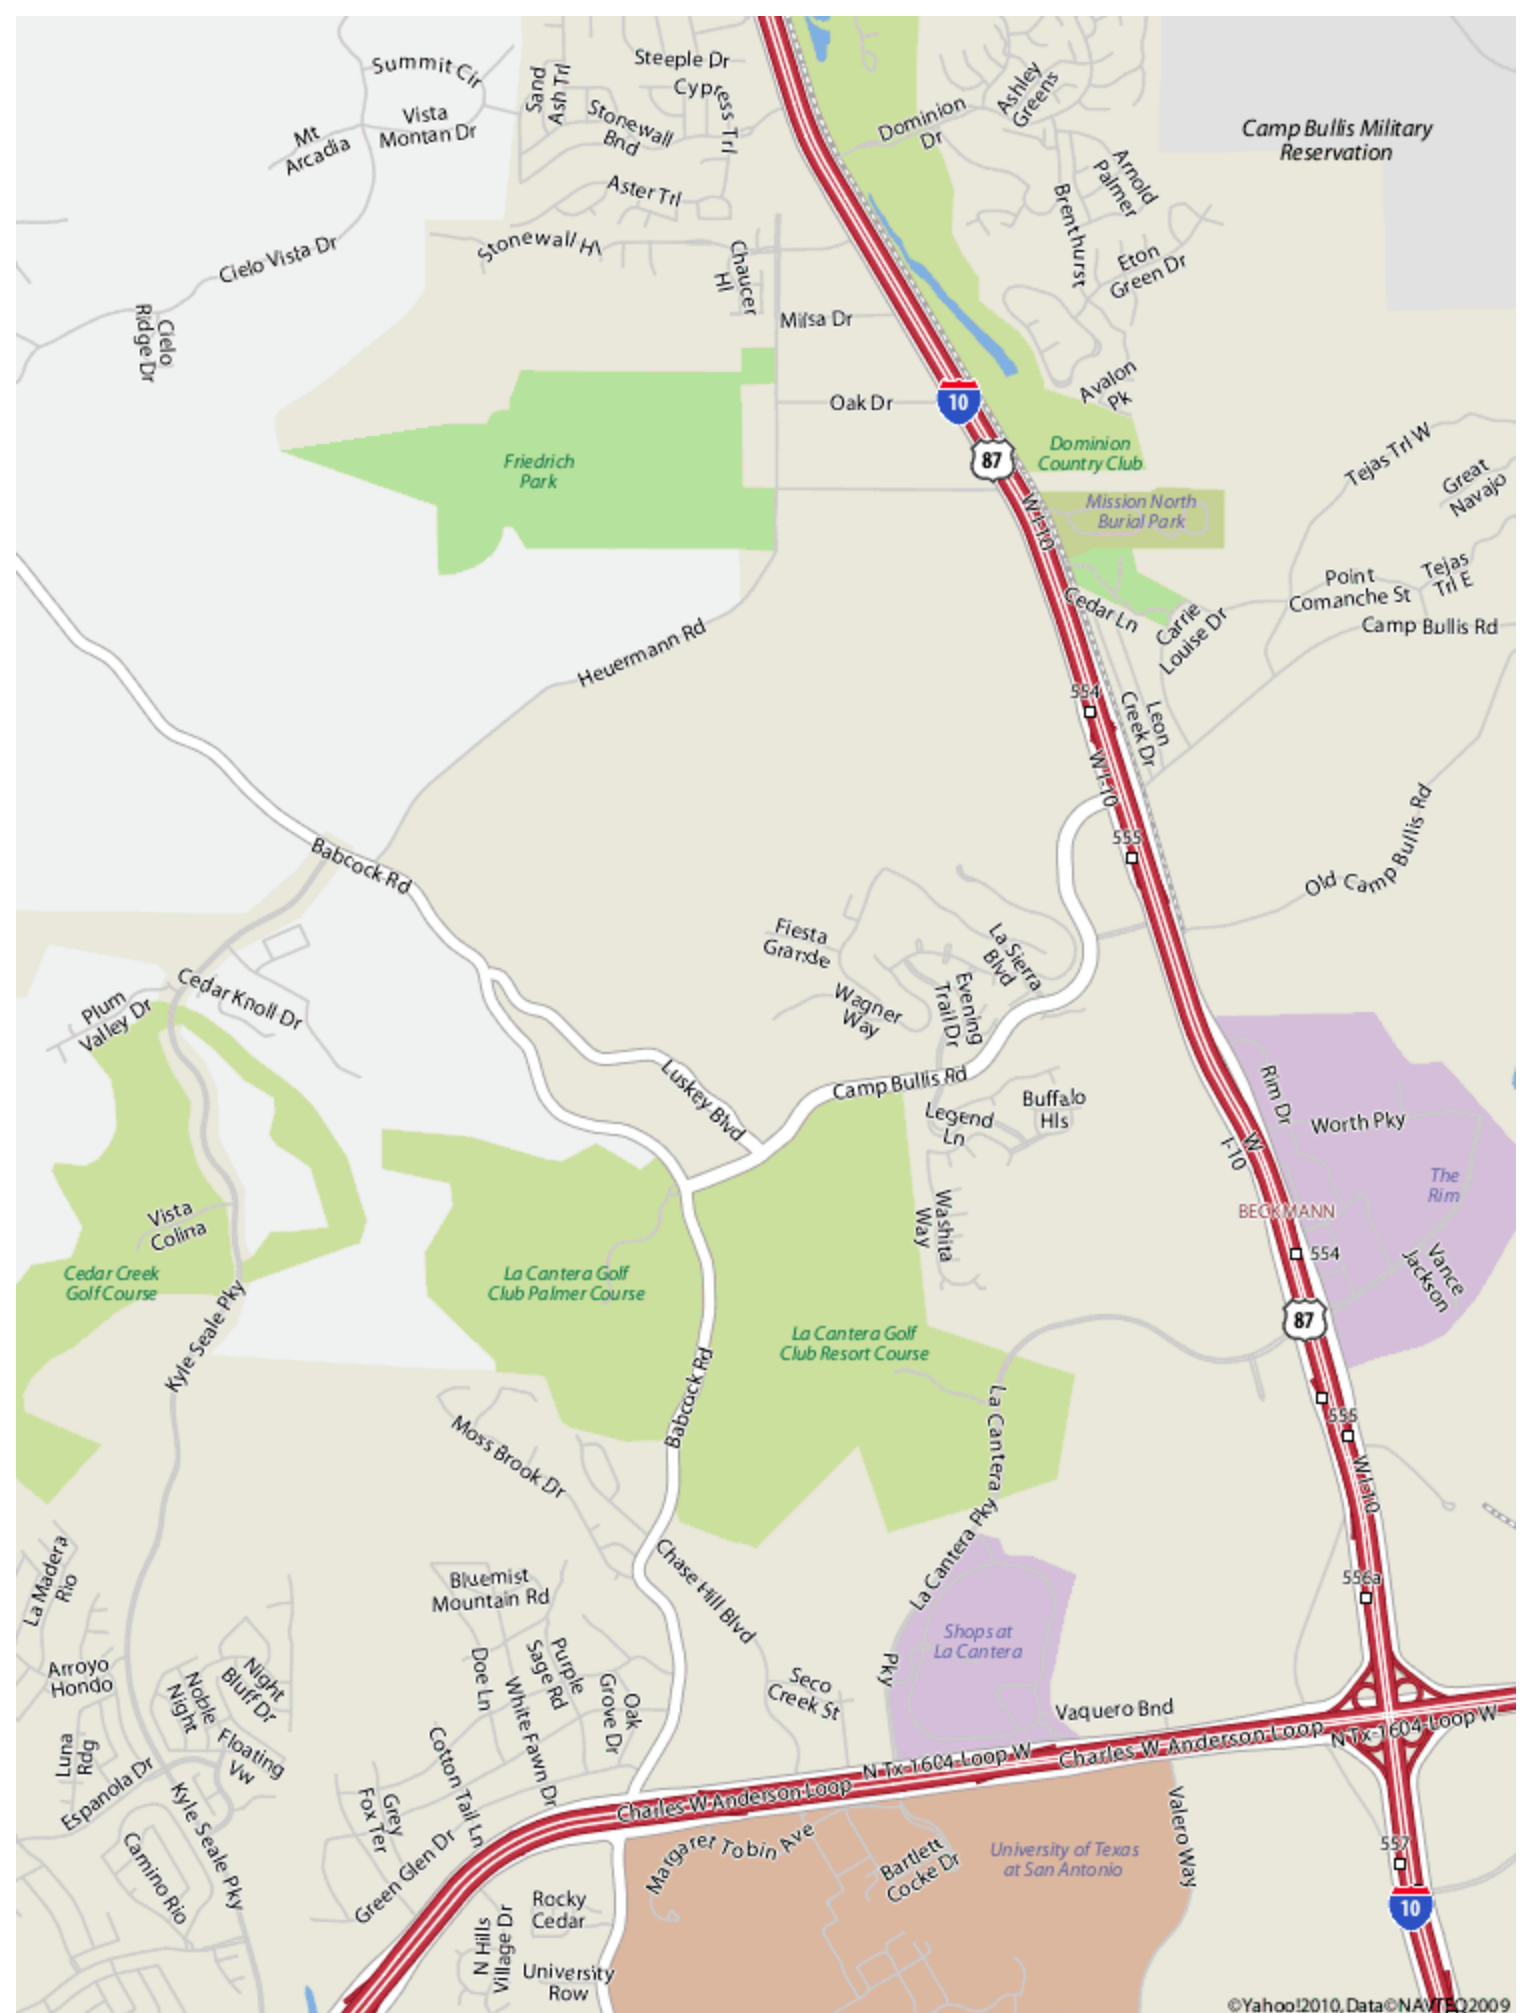 Summit Cir
Vista
Montan Dr
Mt
Arcadia
Sand
Ash Trl
Steeple Dr
Cypress Trl
Stonewall
Bnd
Aster Trl
Stonewall Hl
Chaucer
Hl
Cielo Vista Dr
Cielo
Ridge Dr
Dominion
Dr
Ashley
Greens
Arnold
Palmer
Brenthurst
Eton
Green Dr
Camp Bullis Military
Reservation
Milsa Dr
Oak Dr
10
87
Avalon
Pk
Dominion
Country Club
Friedrich
Park
Mission North
Burial Park
W I-10
Tejas Trl W
Great
Navajo
Tejas
Trl E
Point
Comanche St
Camp Bullis Rd
Cedar Ln
Carrie
Louise Dr
Heuermann Rd
554
Leon
Creek Dr
W I-10
555
Old Camp Bullis Rd
Babcock Rd
Fiesta
Grande
La Sierra
Blvd
Evening
Trail Dr
Wagner
Way
Cedar Knoll Dr
Plum
Valley Dr
Luskey Blvd
Camp Bullis Rd
Legend
Ln
Buffalo
Hls
Rim Dr
Worth Pky
W
I-10
The
Rim
BECKMANN
554
Vance
Jackson
Washita
Way
Vista
Colina
Cedar Creek
Golf Course
Kyle Seale Pky
La Cantera Golf
Club Palmer Course
La Cantera Golf
Club Resort Course
87
Babcock Rd
La Cantera
La Cantera Pky
Pky
555
W I-10
Moss Brook Dr
Chase Hill Blvd
556a
La Madera
Rio
Bluemist
Mountain Rd
Shops at
La Cantera
Arroyo
Hondo
Noble
Night
Night
Bluff Dr
Doe Ln
Purple
Sage Rd
White Fawn Dr
Oak
Grove Dr
Seco
Creek St
Vaquero Bnd
Luna
Rdg
Floating
Vw
Cotton Tail Ln
N Tx-1604-Loop W
Charles W Anderson Loop
N Tx-1604-Loop W
Charles W Anderson Loop
Espanola Dr
Kyle Seale Pky
Grey
Fox Ter
Camino Rio
Green Glen Dr
Margaret Tobin Ave
Bartlett
Cocke Dr
University of Texas
at San Antonio
Valero Way
557
10
Rocky
Cedar
N Hills
Village Dr
University
Row
©Yahoo!2010, Data©NAVTEQ2009